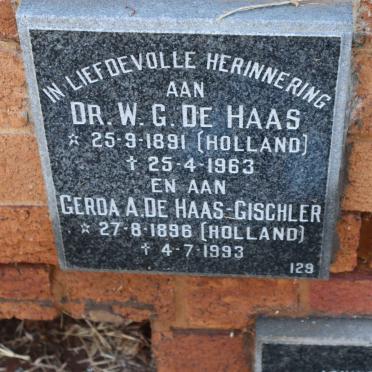 IN LIEFDEVOLLE HERINNERING
AAN
DR. W. G. DE HAAS
☆ 25-9-1891 (HOLLAND)
† 25-4-1963
EN AAN
GERDA A. DE HAAS-GISCHLER
☆ 27-8-1896 (HOLLAND)
† 4-7-1993
129